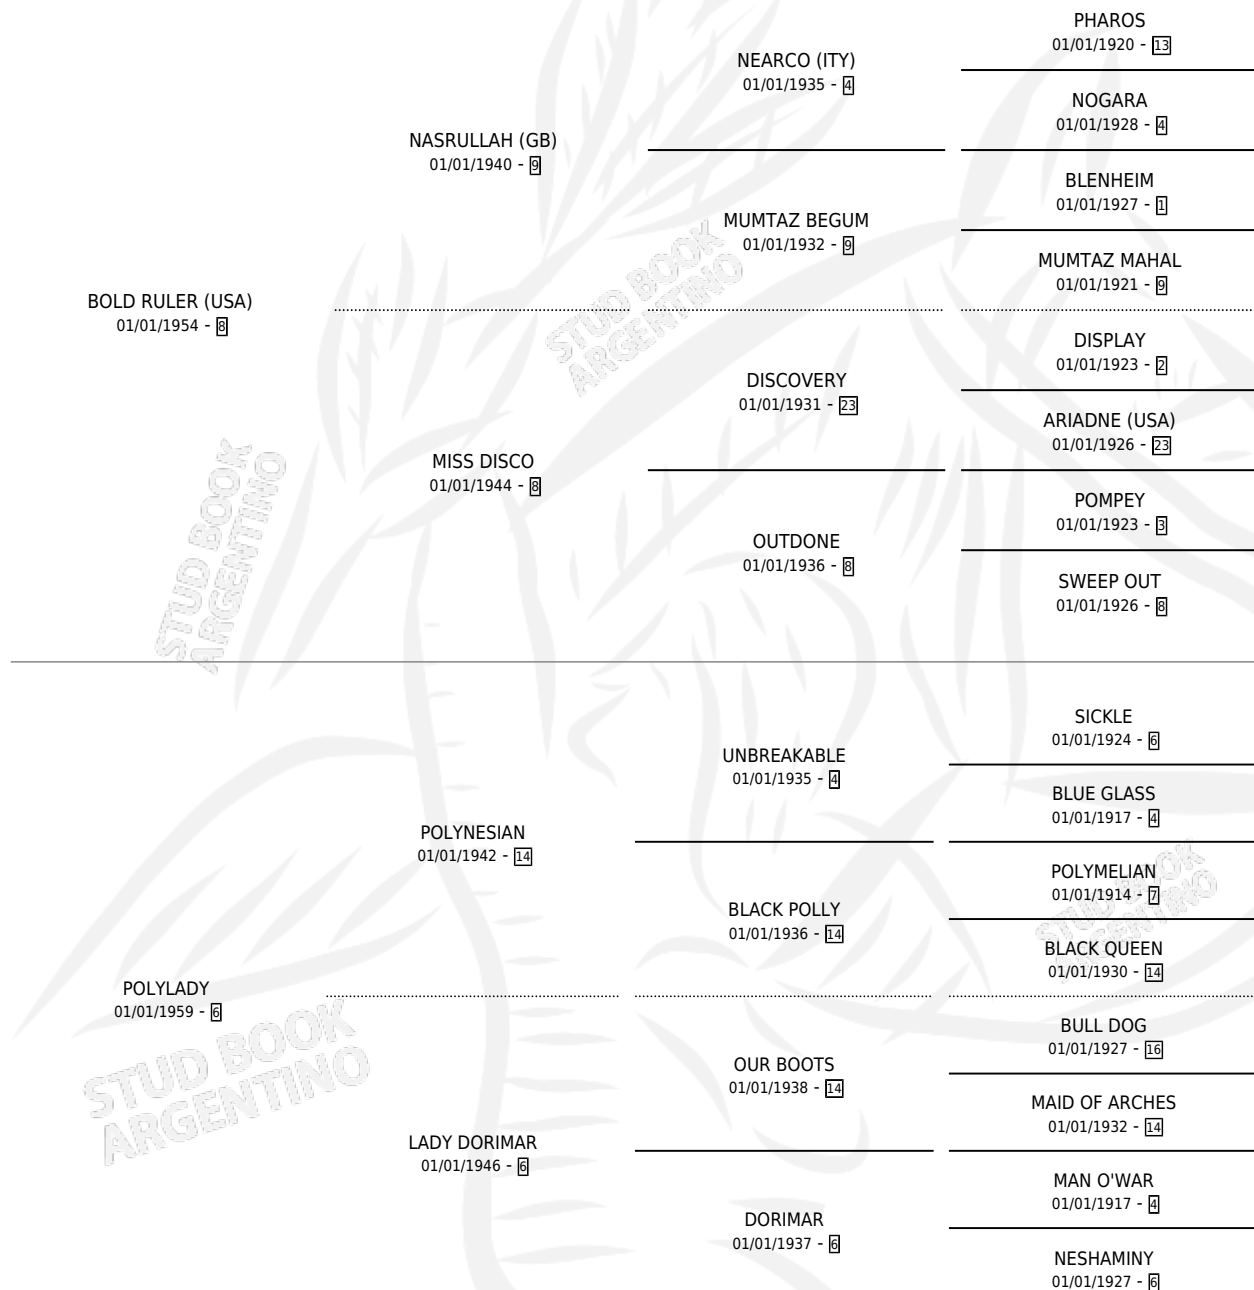 PHAROS
01/01/1920 - 13
NEARCO (ITY)
01/01/1935 - 4
NOGARA
01/01/1928 - 4
NASRULLAH (GB)
01/01/1940 - 9
BLENHEIM
01/01/1927 - 1
MUMTAZ BEGUM
01/01/1932 - 9
MUMTAZ MAHAL
01/01/1921 - 9
BOLD RULER (USA)
01/01/1954 - 8
DISPLAY
01/01/1923 - 2
DISCOVERY
01/01/1931 - 23
ARIADNE (USA)
01/01/1926 - 23
MISS DISCO
01/01/1944 - 8
POMPEY
01/01/1923 - 3
OUTDONE
01/01/1936 - 8
SWEEP OUT
01/01/1926 - 8
STUD BOOK
ARGENTINO
STUD BOOK
ARGENTINO
SICKLE
01/01/1924 - 6
UNBREAKABLE
01/01/1935 - 4
BLUE GLASS
01/01/1917 - 4
POLYNESIAN
01/01/1942 - 14
POLYMELIAN
01/01/1914 - 7
BLACK POLLY
01/01/1936 - 14
BLACK QUEEN
01/01/1930 - 14
STUD BOOK
ARGENTINO
POLYLADY
01/01/1959 - 6
BULL DOG
01/01/1927 - 16
OUR BOOTS
01/01/1938 - 14
MAID OF ARCHES
01/01/1932 - 14
LADY DORIMAR
01/01/1946 - 6
MAN O'WAR
01/01/1917 - 4
DORIMAR
01/01/1937 - 6
NESHAMINY
01/01/1927 - 6
STUD BOOK
ARGENTINO